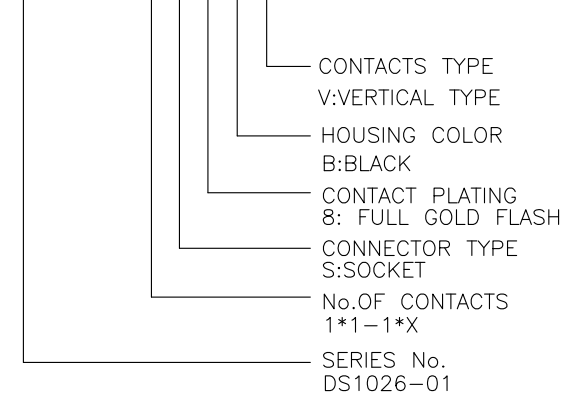 CONTACTS TYPE
V:VERTICAL TYPE
HOUSING COLOR
B:BLACK
CONTACT PLATING
8: FULL GOLD FLASH
CONNECTOR TYPE
S:SOCKET
No.OF CONTACTS
1*1-1*X
SERIES No.
DS1026-01